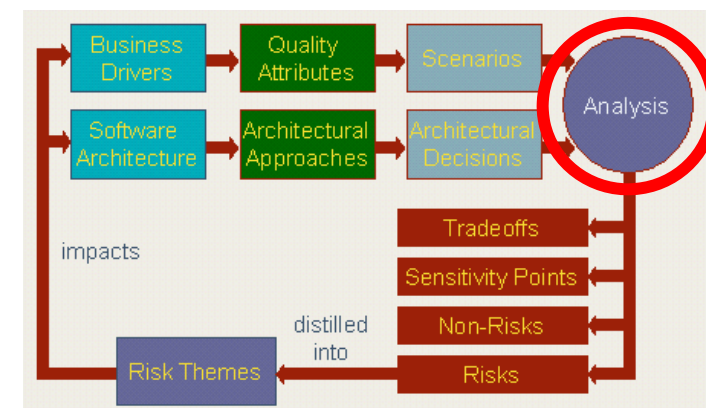 Business
Drivers
Quality
Attributes
Scenarios
Analysis
Software
Architecture
Architectural
Approaches
Architectural
Decisions
Tradeoffs
impacts
Sensitivity Points
distilled
into
Non-Risks
Risk Themes
Risks